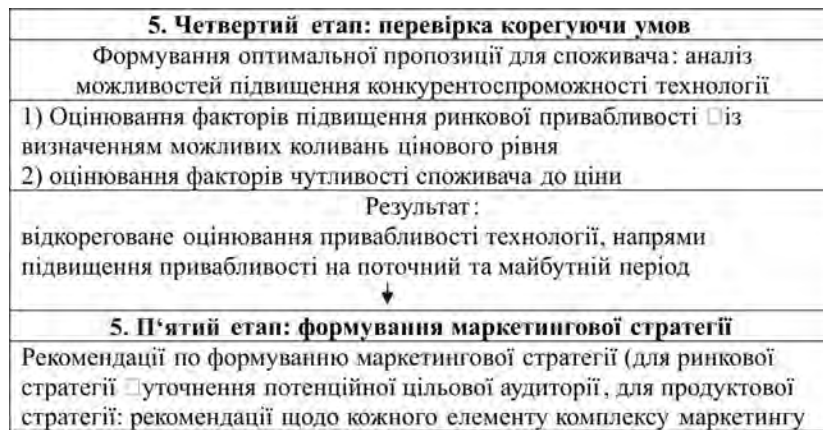 5. Четвертий етап: перевірка корегуючи умов
Формування оптимальної пропозиції для споживача: аналіз
можливостей підвищення конкурентоспроможності технології
1) Оцінювання факторів підвищення ринкової привабливості □із
визначенням можливих коливань цінового рівня
2) оцінювання факторів чутливості споживача до ціни
Результат:
відкореговане оцінювання привабливості технології, напрями
підвищення привабливості на поточний та майбутній період
↓
5. П‘ятий етап: формування маркетингової стратегії
Рекомендації по формуванню маркетингової стратегії (для ринкової
стратегії □уточнення потенційної цільової аудиторії, для продуктової
стратегії: рекомендації щодо кожного елементу комплексу маркетингу